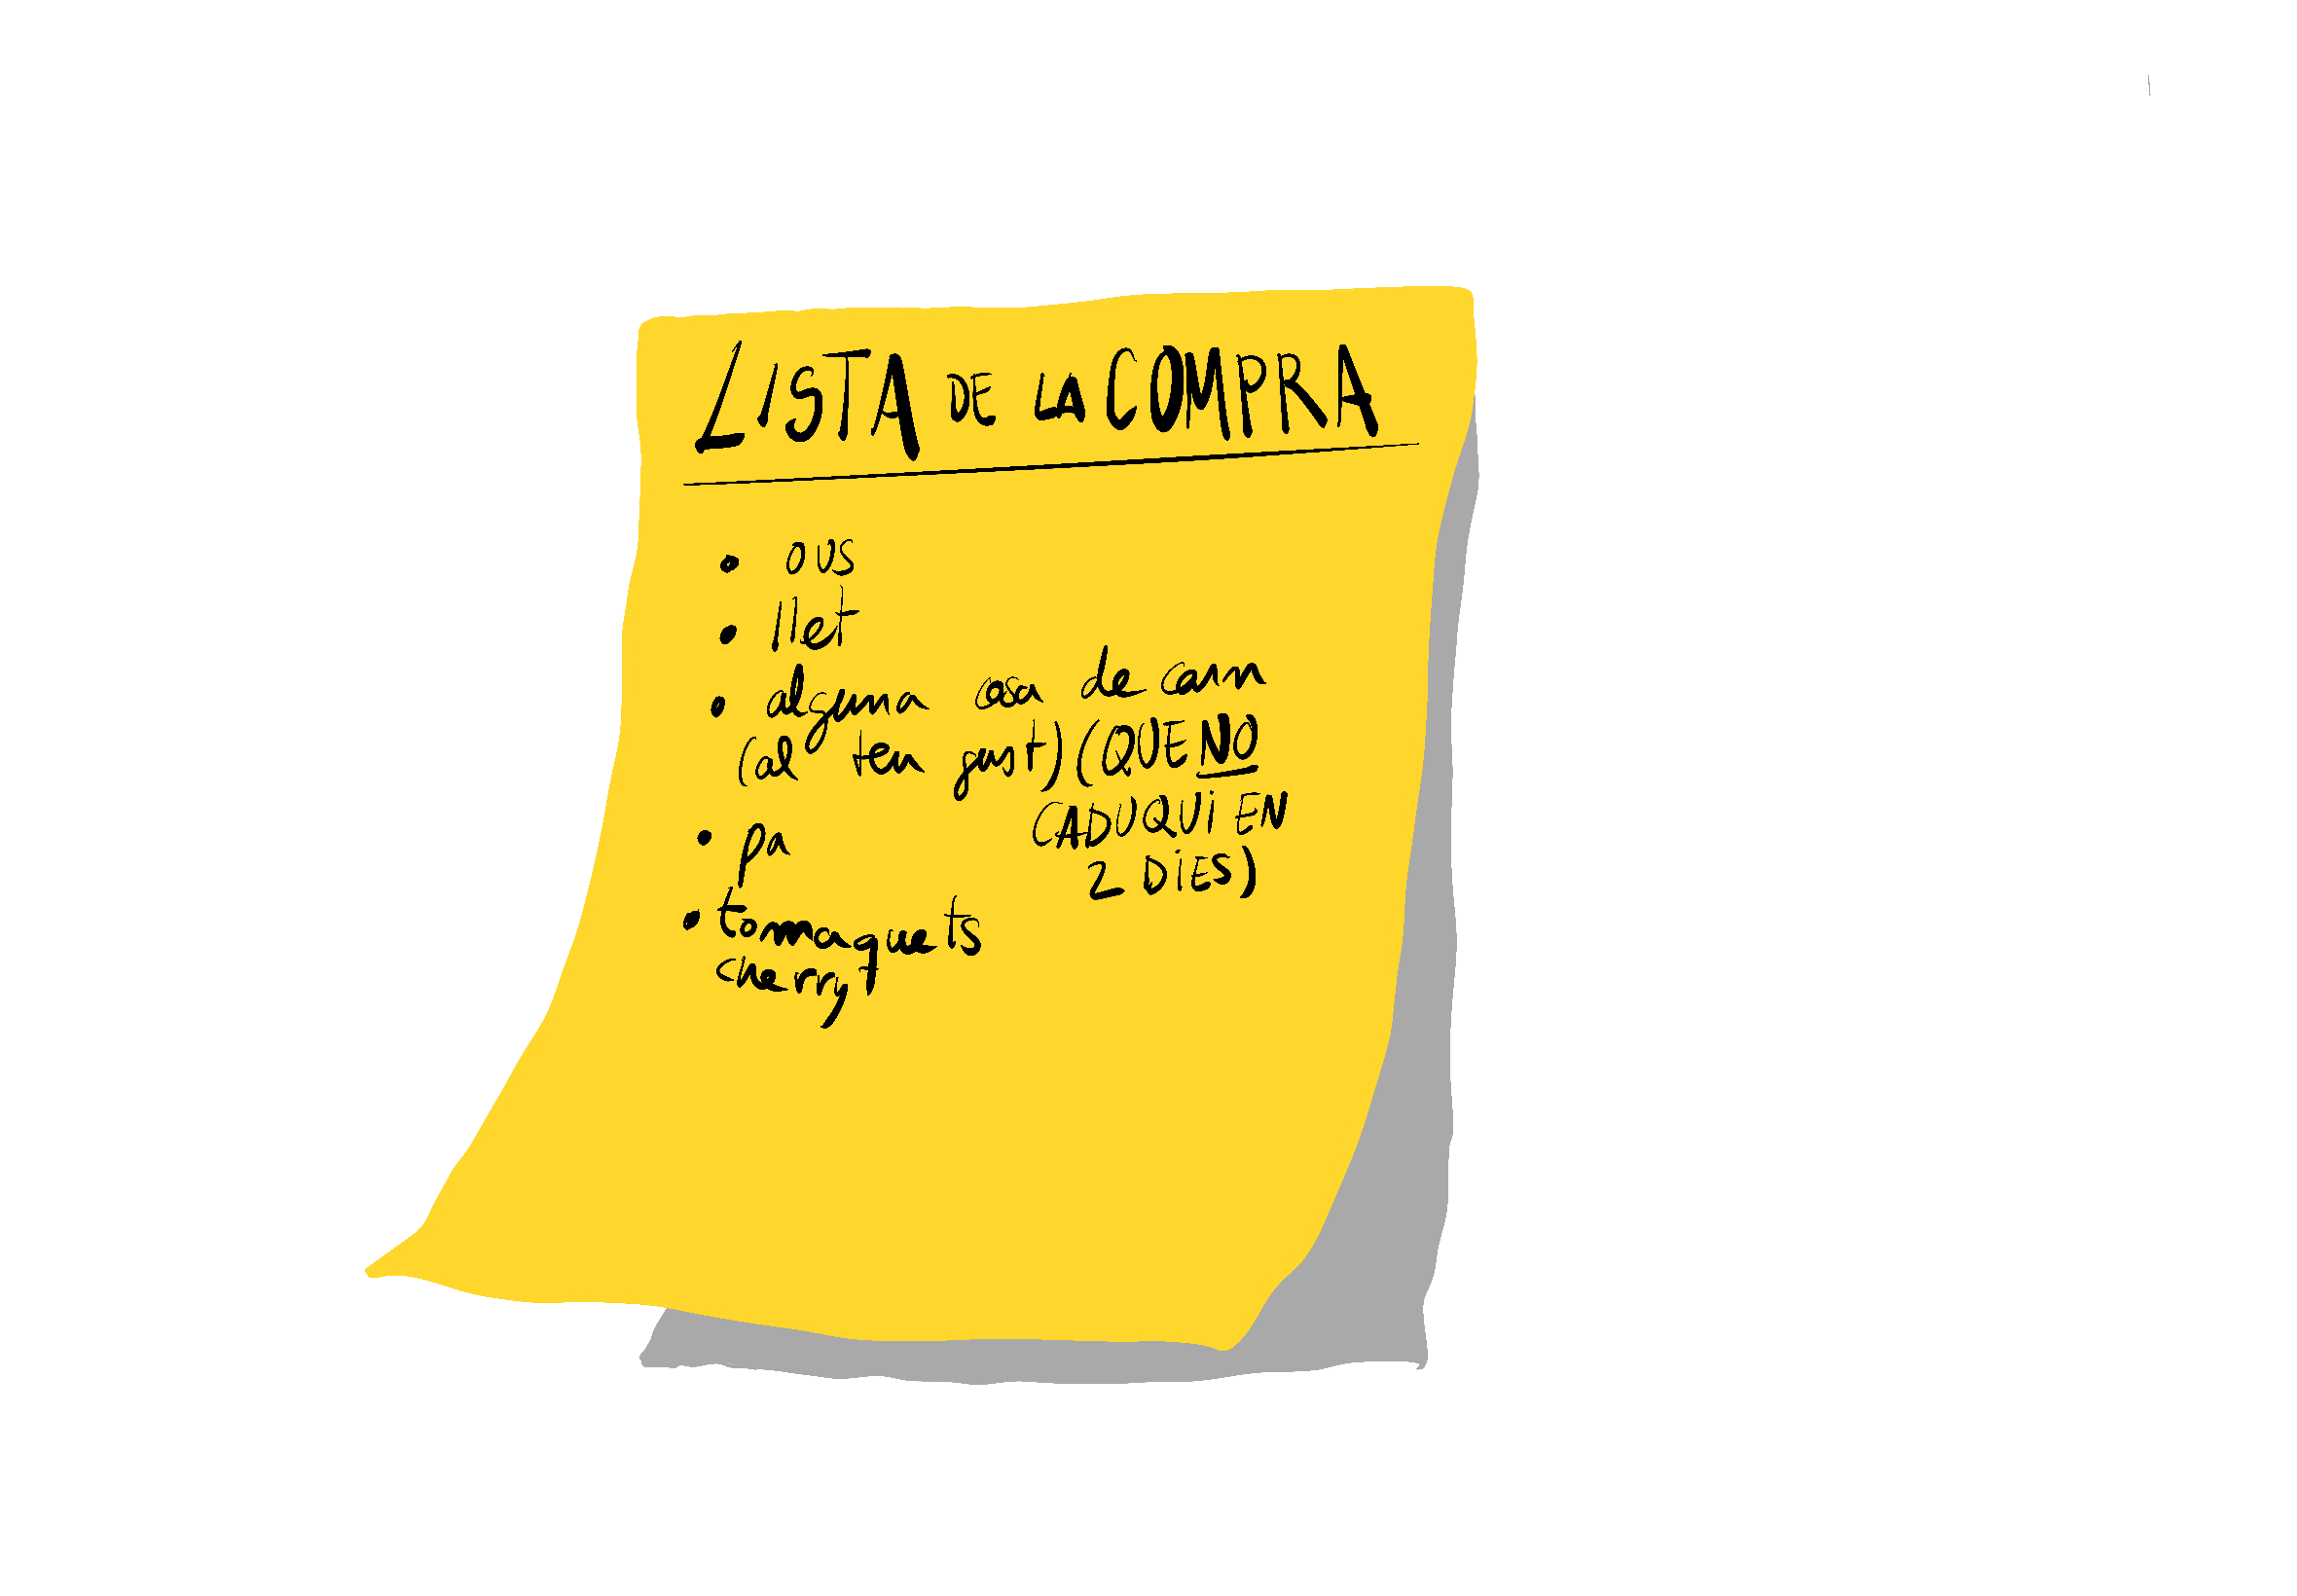 LISTA DE LA COMPRA
• ous
• llet
• alguna cosa de carn
(al teu gust) (QUE NO
CADUQUI EN
2 DIES)
• pa
• tomaquets
cherry